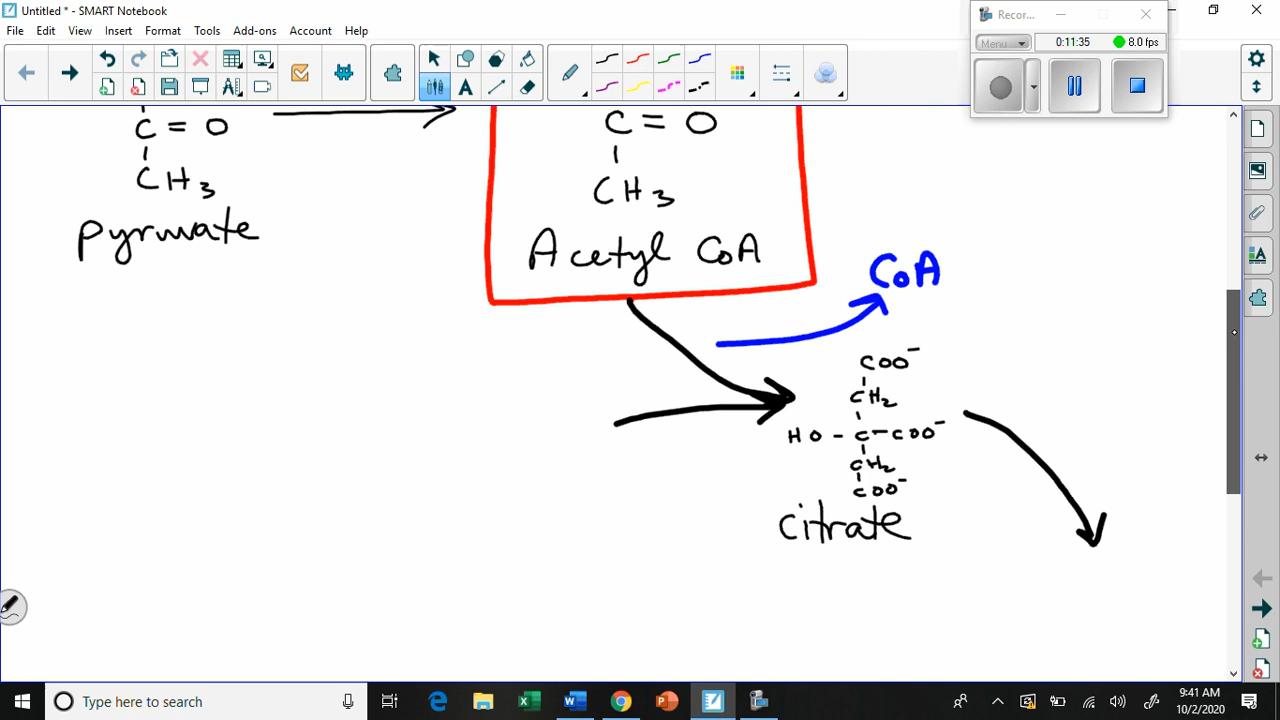 Untitled * - SMART Notebook
Recor...
File Edit View Insert Format Tools Add-ons Account Help
Menu
0:11:35
8.0 fps
C = O
CH3
pyruvate
C = O
CH3
Acetyl CoA
CoA
COO-
CH2
HO - C - COO-
CH2
COO-
citrate
Type here to search
9:41 AM
10/2/2020